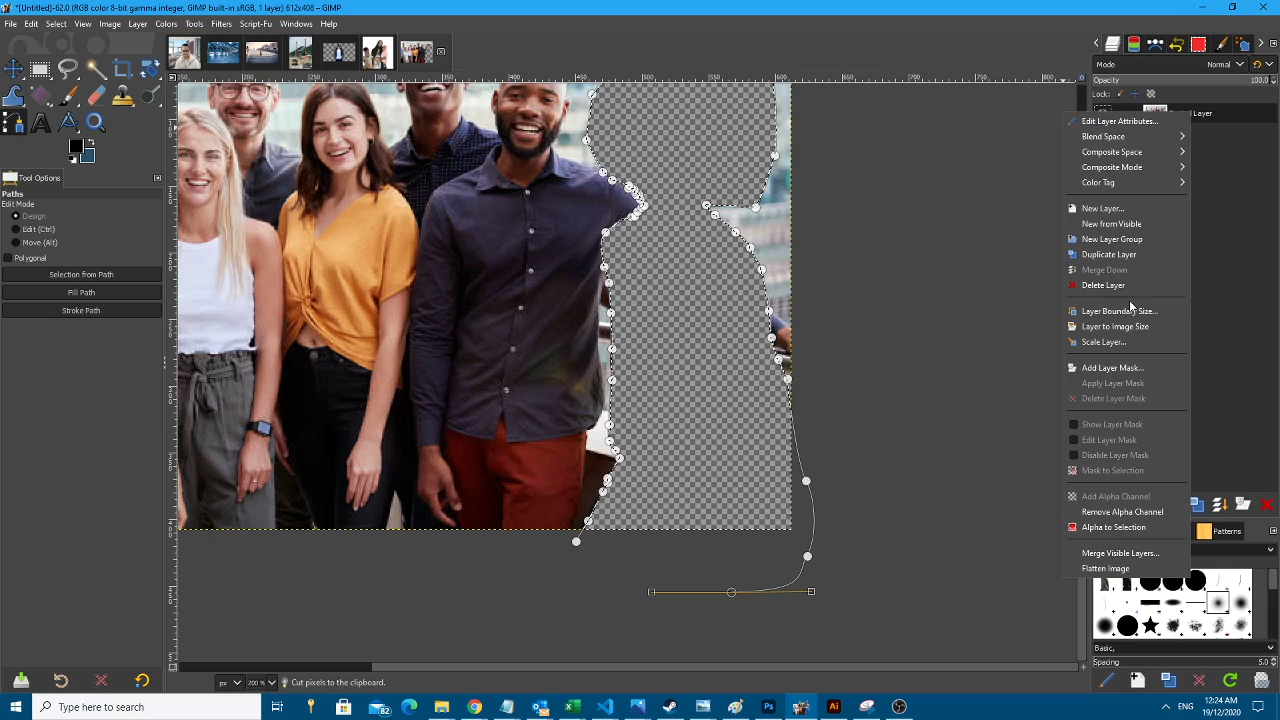 *[Untitled]-62.0 (RGB color 8-bit gamma integer, GIMP built-in sRGB, 1 layer) 612x408 – GIMP
File Edit Select View Image Layer Colors Tools Filters Script-Fu Windows Help
Tool Options
Paths
Edit Mode
Design
Edit (Ctrl)
Move (Alt)
Polygonal
Selection from Path
Fill Path
Stroke Path
Mode Normal
Opacity 100.0
Lock:
Layer
Edit Layer Attributes...
Blend Space
Composite Space
Composite Mode
Color Tag
New Layer...
New from Visible
New Layer Group
Duplicate Layer
Merge Down
Delete Layer
Layer Boundary Size...
Layer to Image Size
Scale Layer...
Add Layer Mask...
Apply Layer Mask
Delete Layer Mask
Show Layer Mask
Edit Layer Mask
Disable Layer Mask
Mask to Selection
Add Alpha Channel
Remove Alpha Channel
Alpha to Selection
Merge Visible Layers...
Flatten Image
Patterns
Basic,
Spacing 5.0
px 200 % Cut pixels to the clipboard.
Type here to search
82
ENG
12:24 AM
19/12/2020